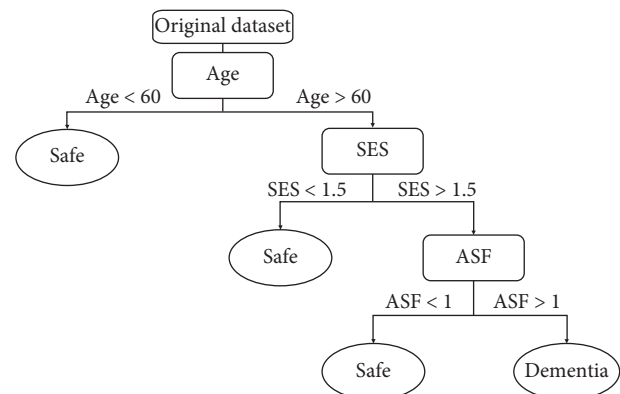 Original dataset
Age
Age < 60
Age > 60
Safe
SES
SES < 1.5
SES > 1.5
Safe
ASF
ASF < 1
ASF > 1
Safe
Dementia